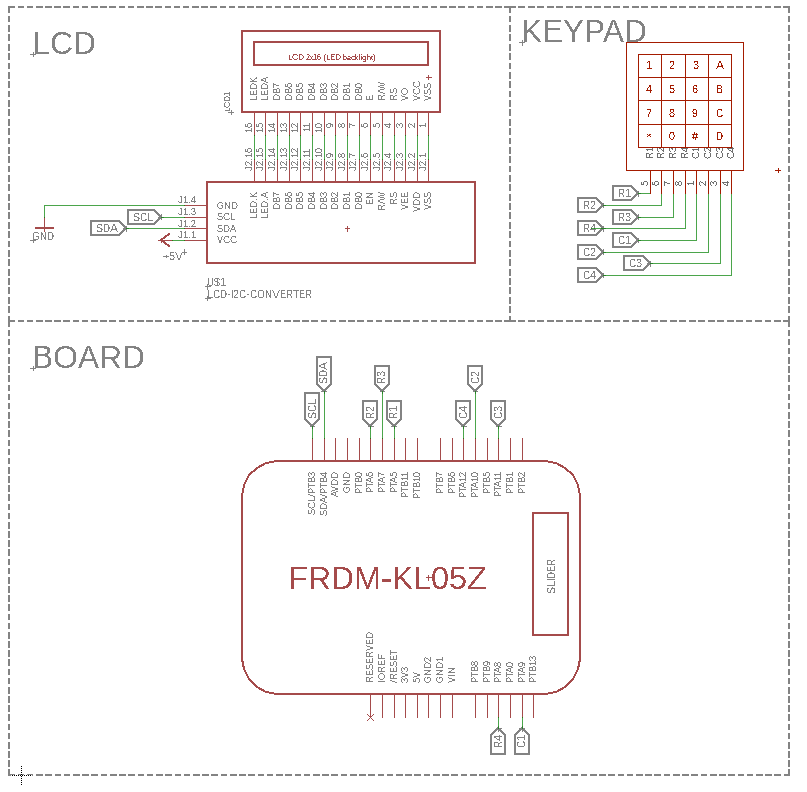 LCD
LCD 2x16 (LED backlight)
LCD1
LEDK LEDA DB7 DB6 DB5 DB4 DB3 DB2 DB1 DB0 E R/W RS VO VCC VSS
16 15 14 13 12 11 10 9 8 7 6 5 4 3 2 1
J2.16 J2.15 J2.14 J2.13 J2.12 J2.11 J2.10 J2.9 J2.8 J2.7 J2.6 J2.5 J2.4 J2.3 J2.2 J2.1
LED.K LED.A DB7 DB6 DB5 DB4 DB3 DB2 DB1 DB0 EN R/W RS VEE VDD VSS
J1.4 GND
SCL J1.3 SCL
SDA J1.2 SDA
J1.1 VCC
GND
+5V
U$1
LCD-I2C-CONVERTER
KEYPAD
1 2 3 A
4 5 6 B
7 8 9 C
* 0 # D
R1 R2 R3 R4 C1 C2 C3 C4
5 6 7 8 1 2 3 4
R1
R2
R3
R4
C1
C2
C3
C4
BOARD
SDA R3 C2
SCL R2 R1 C4 C3
SCL/PTB3 SDA/PTB4 AVDD GND PTB0 PTA6 PTA7 PTA5 PTB11 PTB10 PTB7 PTB6 PTA12 PTA10 PTB5 PTA11 PTB1 PTB2
FRDM-KL05Z
SLIDER
RESERVED IOREF /RESET 3V3 5V GND2 GND1 VIN PTB8 PTB9 PTA8 PTA0 PTA9 PTB13
R4 C1